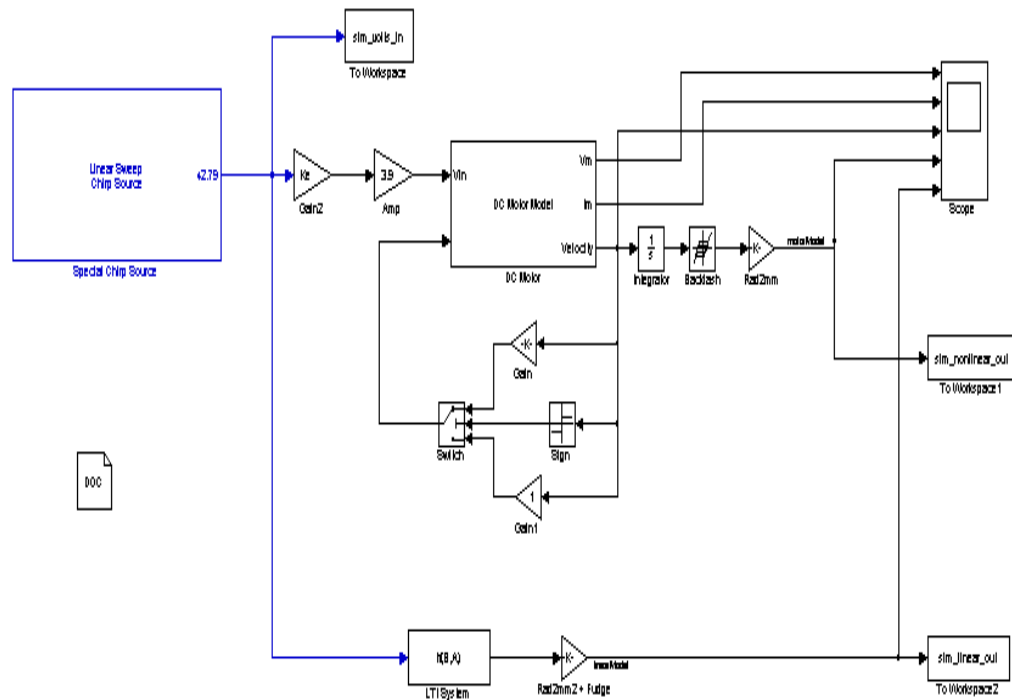 sim_volts_in
To Workspace
Linear Sweep
Chirp Source
Special Chirp Source
Gain2
3.9
Amp
Vin
DC Motor Model
Vm
Im
Velocity
DC Motor
1
s
Integrator
Backlash
K-
Rad2mm
motorModel
Scope
sim_nonlinear_out
To Workspace1
-K-
Gain
Switch
Sign
1
Gain1
DOC
LTI System
K-
Rad2mm2 + Fudge
linearModel
sim_linear_out
To Workspace2